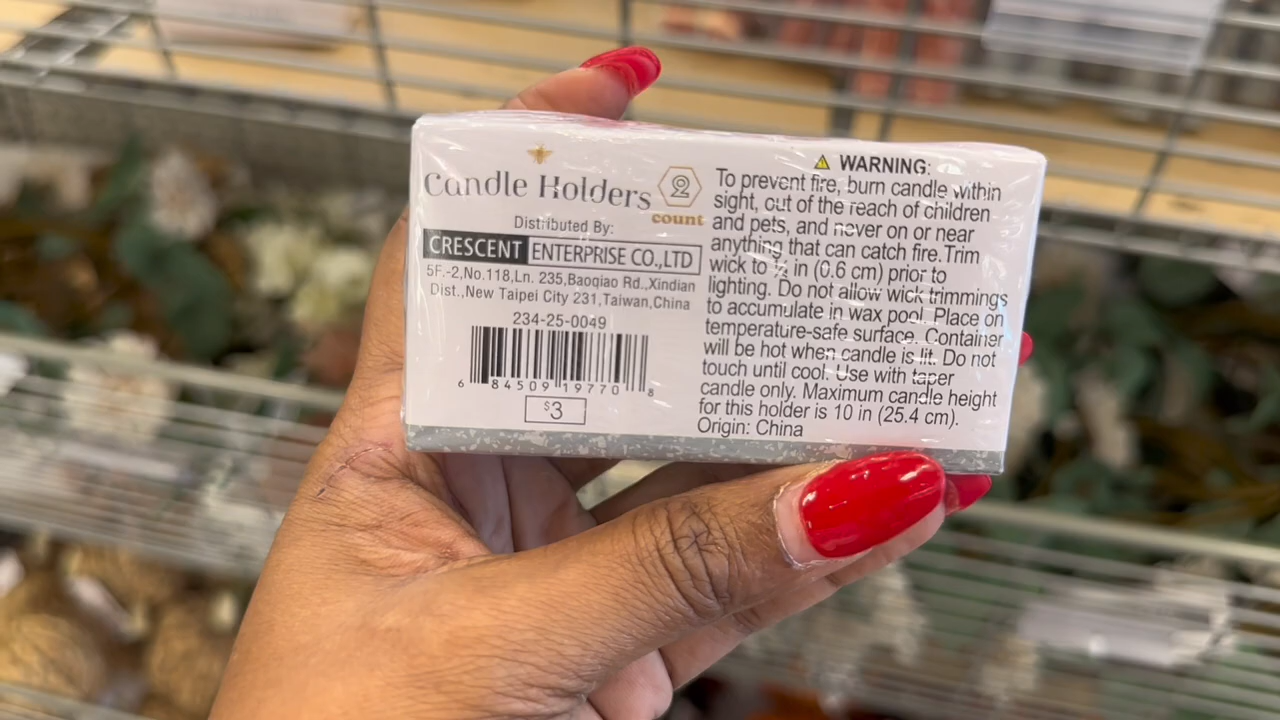 Candle Holders
2
count
Distributed By:
CRESCENT ENTERPRISE CO.,LTD
5F.-2,No.118,Ln. 235,Baoqiao Rd.,Xindian
Dist.,New Taipei City 231,Taiwan,China
234-25-0049
6 84509 19770 8
$3
WARNING:
To prevent fire, burn candle within
sight, out of the reach of children
and pets, and never on or near
anything that can catch fire.Trim
wick to ¼ in (0.6 cm) prior to
lighting. Do not allow wick trimmings
to accumulate in wax pool. Place on
temperature-safe surface. Container
will be hot when candle is lit. Do not
touch until cool. Use with taper
candle only. Maximum candle height
for this holder is 10 in (25.4 cm).
Origin: China